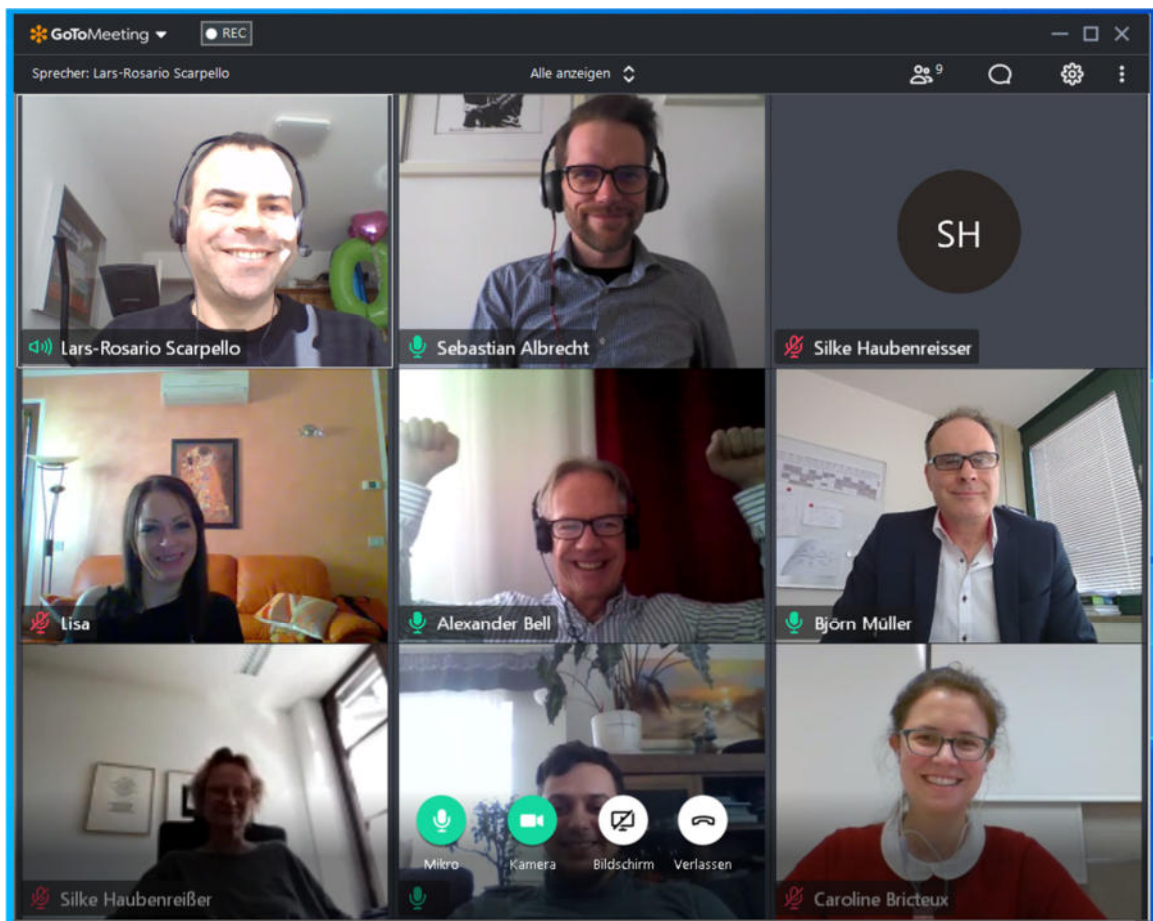 GoToMeeting
REC
Sprecher: Lars-Rosario Scarpello
Alle anzeigen
9
Lars-Rosario Scarpello
Sebastian Albrecht
SH
Silke Haubenreisser
Lisa
Alexander Bell
Björn Müller
Mikro
Kamera
Bildschirm
Verlassen
Silke Haubenreißer
Caroline Bricteux